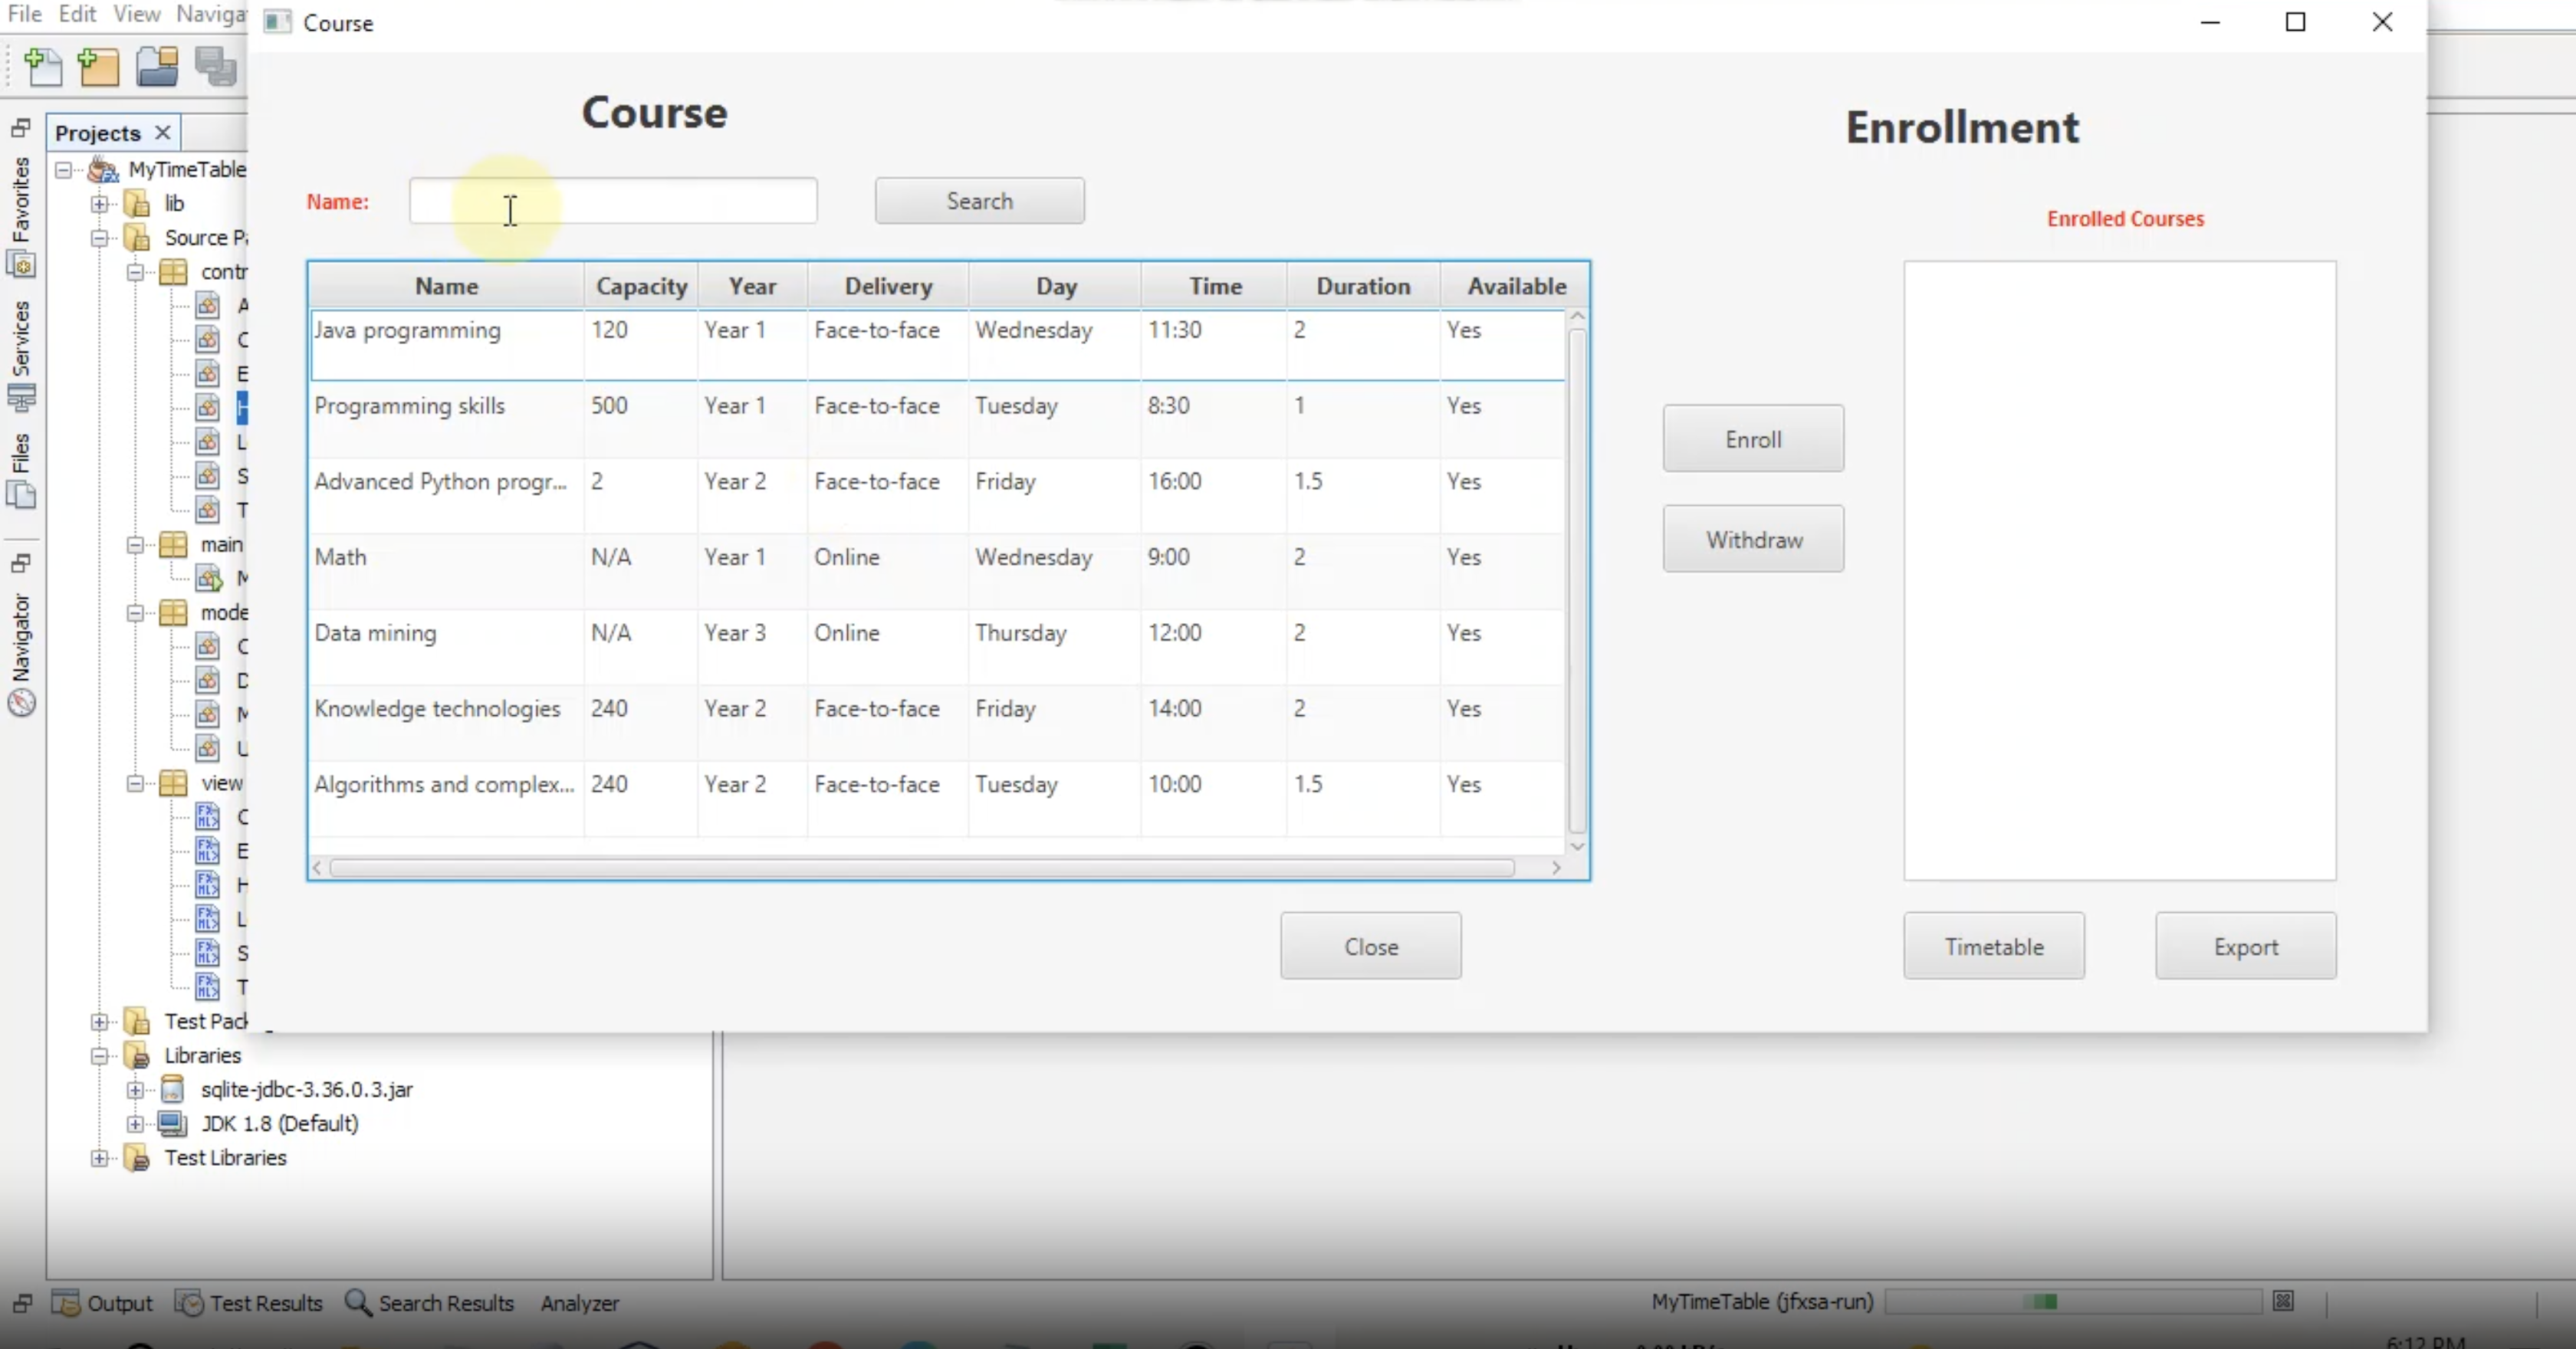 File Edit View
Course
Projects
Favorites
Services
Files
Navigator
MyTimeTable
lib
main
view
Libraries
sqlite-jdbc-3.36.0.3.jar
JDK 1.8 (Default)
Test Libraries
Course
Name:
Search
Name Capacity Year Delivery Day Time Duration Available
Java programming 120 Year 1 Face-to-face Wednesday 11:30 2 Yes
Programming skills 500 Year 1 Face-to-face Tuesday 8:30 1 Yes
Advanced Python progr... 2 Year 2 Face-to-face Friday 16:00 1.5 Yes
Math N/A Year 1 Online Wednesday 9:00 2 Yes
Data mining N/A Year 3 Online Thursday 12:00 2 Yes
Knowledge technologies 240 Year 2 Face-to-face Friday 14:00 2 Yes
Algorithms and complex... 240 Year 2 Face-to-face Tuesday 10:00 1.5 Yes
Close
Enrollment
Enrolled Courses
Enroll
Withdraw
Timetable Export
Output Test Results Search Results Analyzer
MyTimeTable (jfxsa-run)
6:12 PM